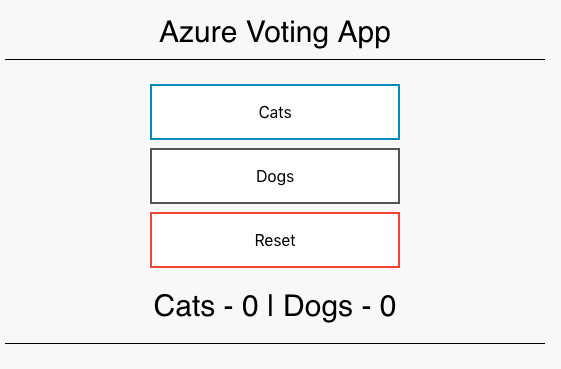 Azure Voting App
Cats
Dogs
Reset
Cats - 0 | Dogs - 0